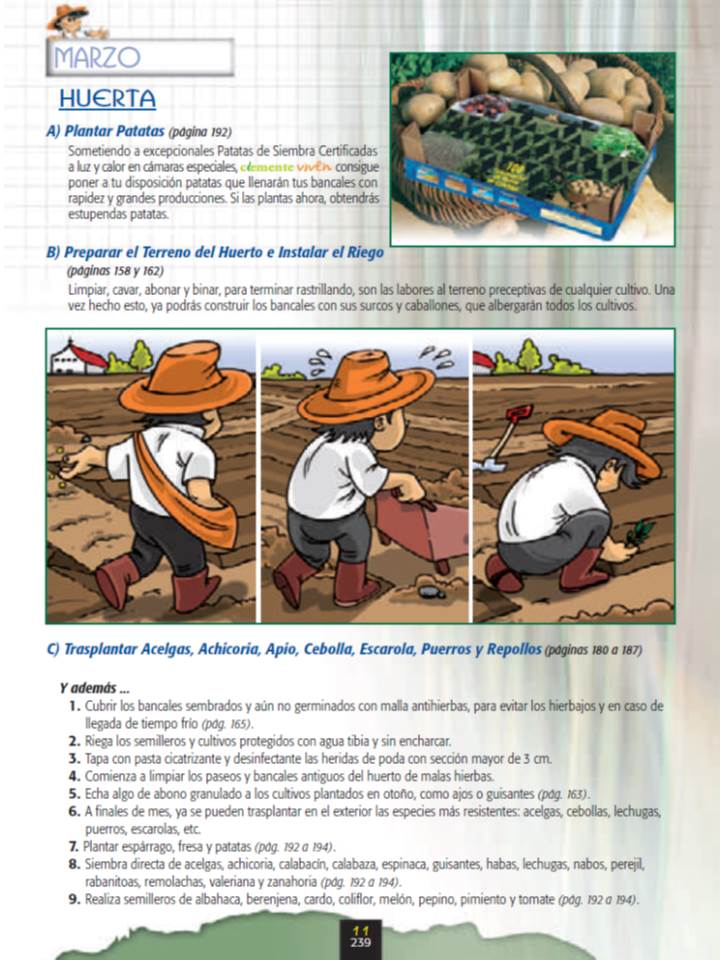 MARZO
HUERTA
A) Plantar Patatas (página 192)
Sometiendo a excepcionales Patatas de Siembra Certificadas
a luz y calor en cámaras especiales, clemente viven consigue
poner a tu disposición patatas que llenarán tus bancales con
rapidez y grandes producciones. Si las plantas ahora, obtendrás
estupendas patatas.
B) Preparar el Terreno del Huerto e Instalar el Riego
(páginas 158 y 162)
Limpiar, cavar, abonar y binar, para terminar rastrillando, son las labores al terreno preceptivas de cualquier cultivo. Una
vez hecho esto, ya podrás construir los bancales con sus surcos y caballones, que albergarán todos los cultivos.
C) Trasplantar Acelgas, Achicoria, Apio, Cebolla, Escarola, Puerros y Repollos (páginas 180 a 187)
Y además ...
1. Cubrir los bancales sembrados y aún no germinados con malla antihierbas, para evitar los hierbajos y en caso de
llegada de tiempo frío (pág. 165).
2. Riega los semilleros y cultivos protegidos con agua tibia y sin encharcar.
3. Tapa con pasta cicatrizante y desinfectante las heridas de poda con sección mayor de 3 cm.
4. Comienza a limpiar los paseos y bancales antiguos del huerto de malas hierbas.
5. Echa algo de abono granulado a los cultivos plantados en otoño, como ajos o guisantes (pág. 163).
6. A finales de mes, ya se pueden trasplantar en el exterior las especies más resistentes: acelgas, cebollas, lechugas,
puerros, escarolas, etc.
7. Plantar espárrago, fresa y patatas (pág. 192 a 194).
8. Siembra directa de acelgas, achicoria, calabacín, calabaza, espinaca, guisantes, habas, lechugas, nabos, perejil,
rabanitoas, remolachas, valeriana y zanahoria (pág. 192 a 194).
9. Realiza semilleros de albahaca, berenjena, cardo, coliflor, melón, pepino, pimiento y tomate (pág. 192 a 194).
11
239